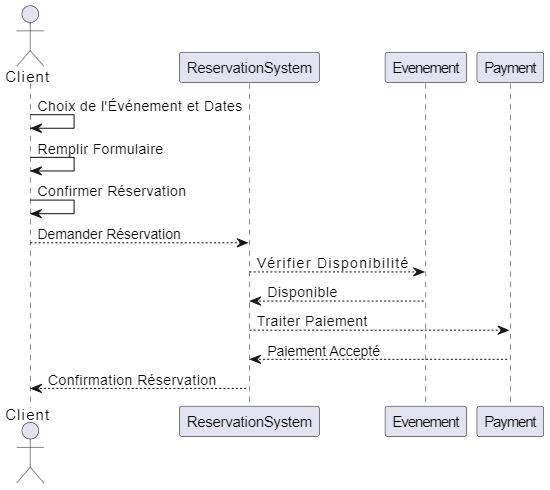 Client
ReservationSystem
Evenement
Payment
Choix de l'Événement et Dates
Remplir Formulaire
Confirmer Réservation
Demander Réservation
Vérifier Disponibilité
Disponible
Traiter Paiement
Paiement Accepté
Confirmation Réservation
Client
ReservationSystem
Evenement
Payment